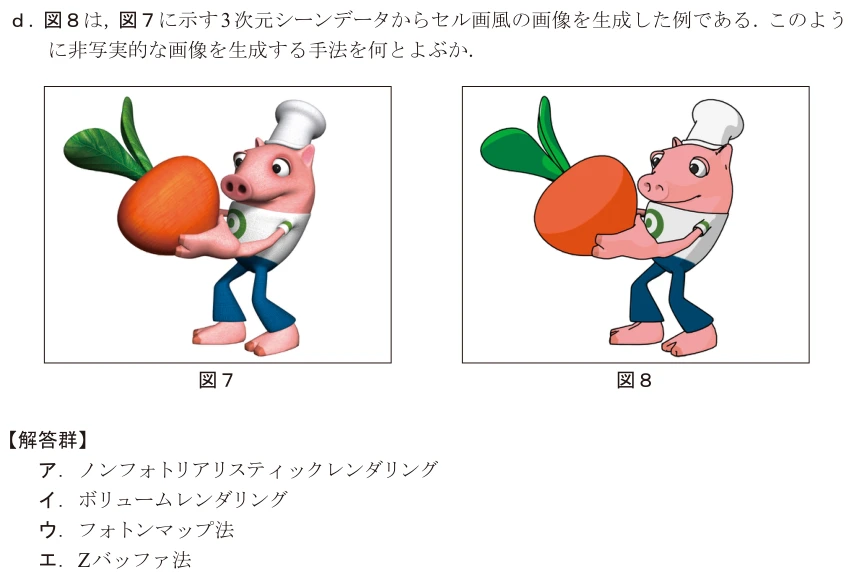 d．図8は，図7に示す3次元シーンデータからセル画風の画像を生成した例である．このよう
に非写実的な画像を生成する手法を何とよぶか．
図7
図8
【解答群】
ア．ノンフォトリアリスティックレンダリング
イ．ボリュームレンダリング
ウ．フォトンマップ法
エ．Zバッファ法